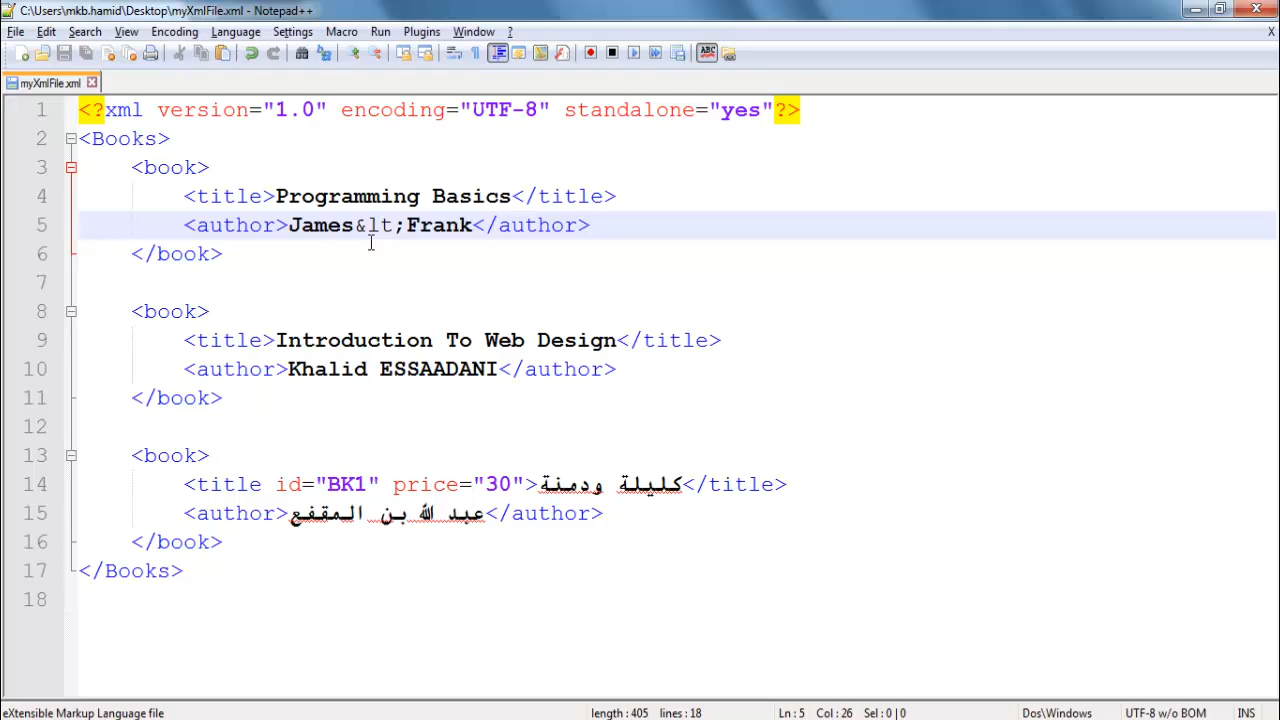 C:\Users\mkb.hamid\Desktop\myXmlFile.xml - Notepad++
File Edit Search View Encoding Language Settings Macro Run Plugins Window ? X
ABC
myXmlFile.xml
1 <?xml version="1.0" encoding="UTF-8" standalone="yes"?>
2 <Books>
3 <book>
4 <title>Programming Basics</title>
5 <author>James&lt;Frank</author>
6 </book>
7
8 <book>
9 <title>Introduction To Web Design</title>
10 <author>Khalid ESSAADANI</author>
11 </book>
12
13 <book>
14 <title id="BK1" price="30">كليلة ودمنة</title>
15 <author>عبد الله بن المقفع</author>
16 </book>
17 </Books>
18
eXtensible Markup Language file length : 405 lines : 18 Ln : 5 Col : 26 Sel : 0 | 0 Dos\Windows UTF-8 w/o BOM INS